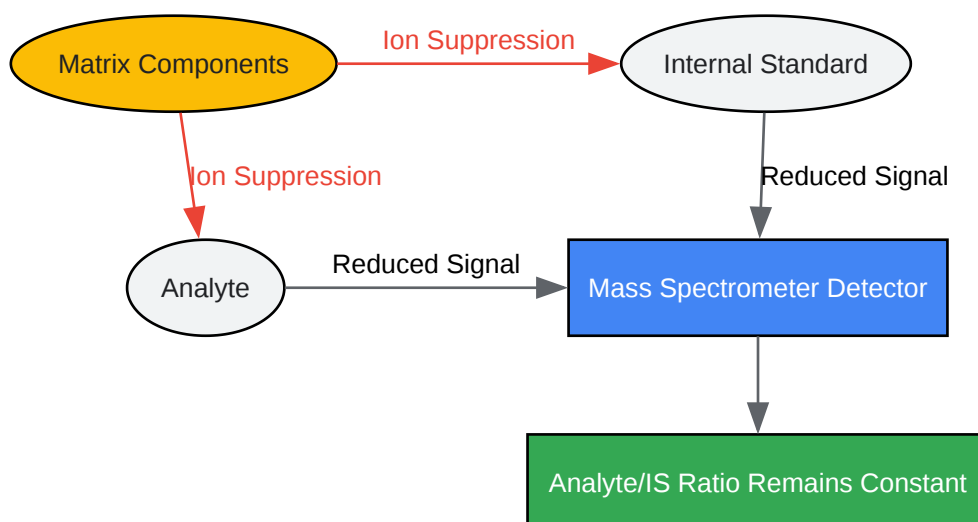 Ion Suppression
Matrix Components
Internal Standard
Ion Suppression
Reduced Signal
Reduced Signal
Analyte
Mass Spectrometer Detector
Analyte/IS Ratio Remains Constant